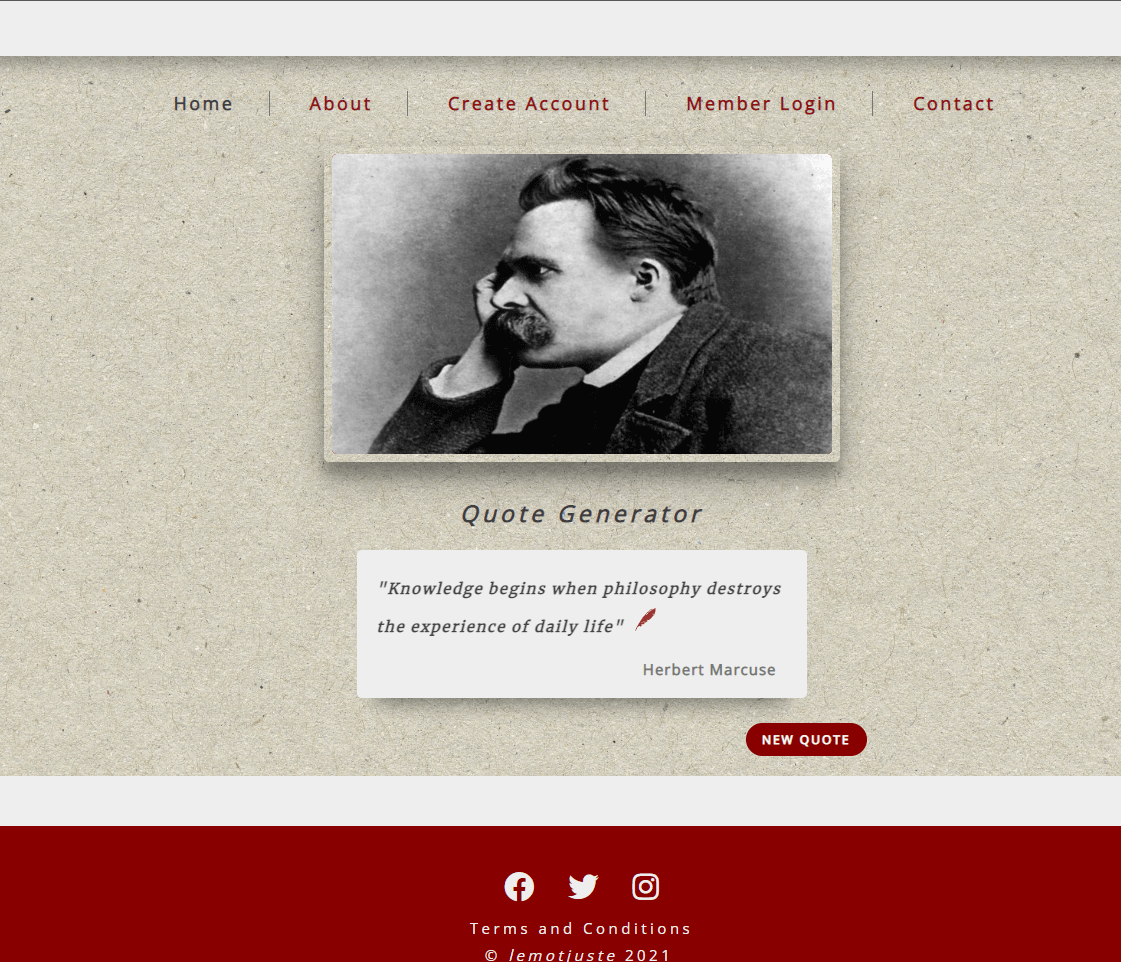 Home About Create Account Member Login Contact
Quote Generator
"Knowledge begins when philosophy destroys
the experience of daily life"
Herbert Marcuse
NEW QUOTE
Terms and Conditions
© lemotjuste 2021